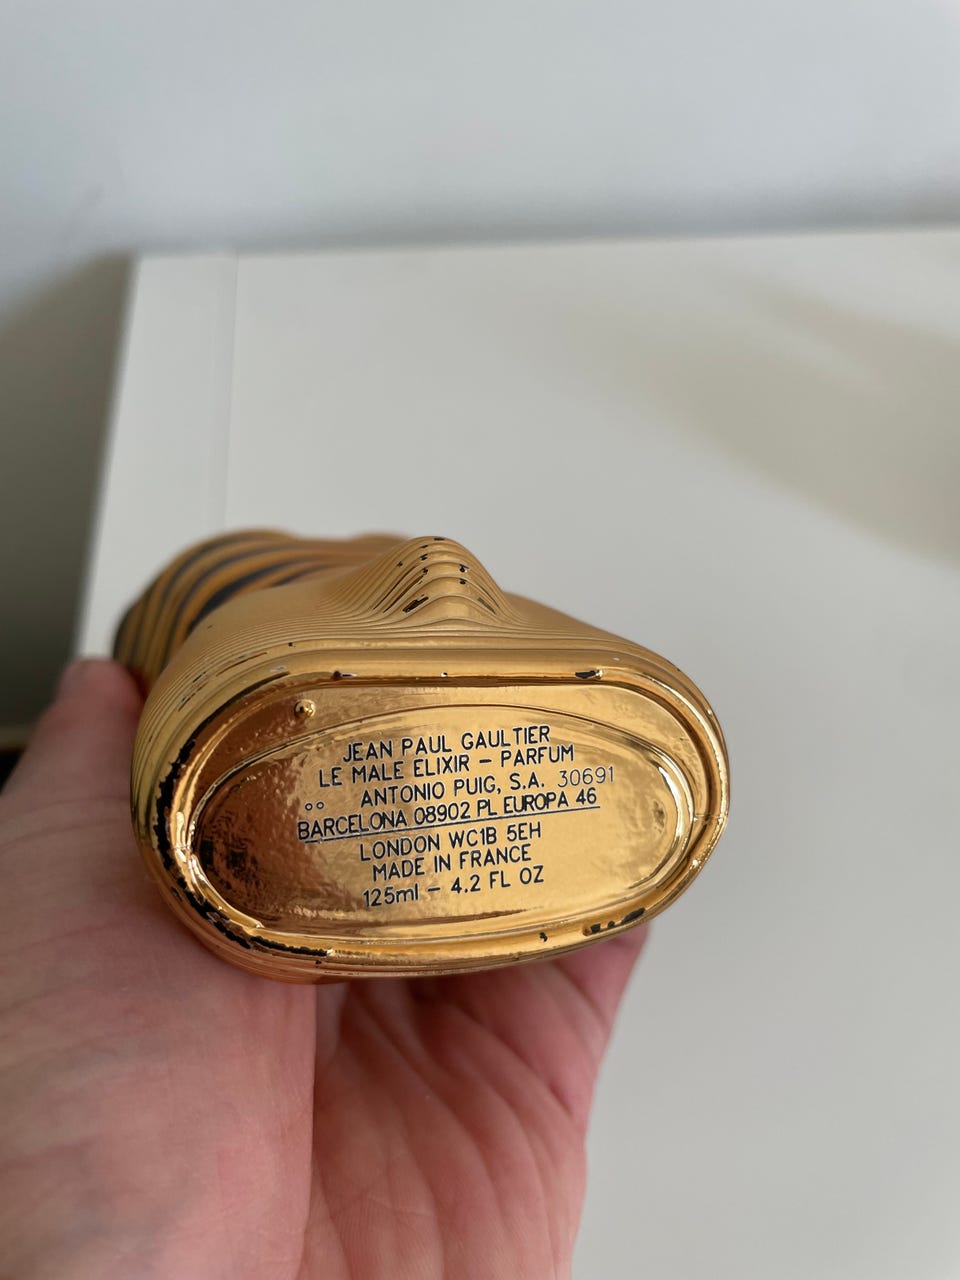 JEAN PAUL GAULTIER
LE MALE ELIXIR - PARFUM
ANTONIO PUIG, S.A. 30691
BARCELONA 08902 PL EUROPA 46
LONDON WC1B 5EH
MADE IN FRANCE
125ml - 4.2 FL OZ